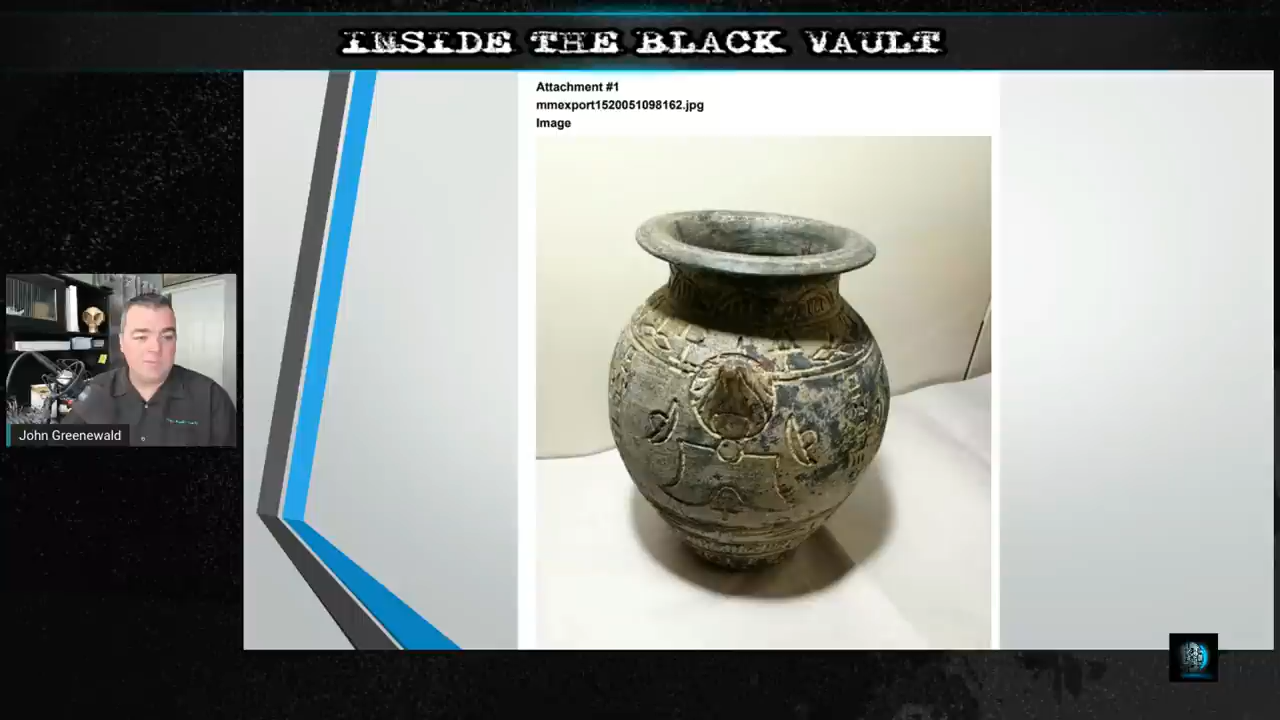 INSIDE THE BLACK VAULT
Attachment #1
mmexport1520051098162.jpg
Image
John Greenewald